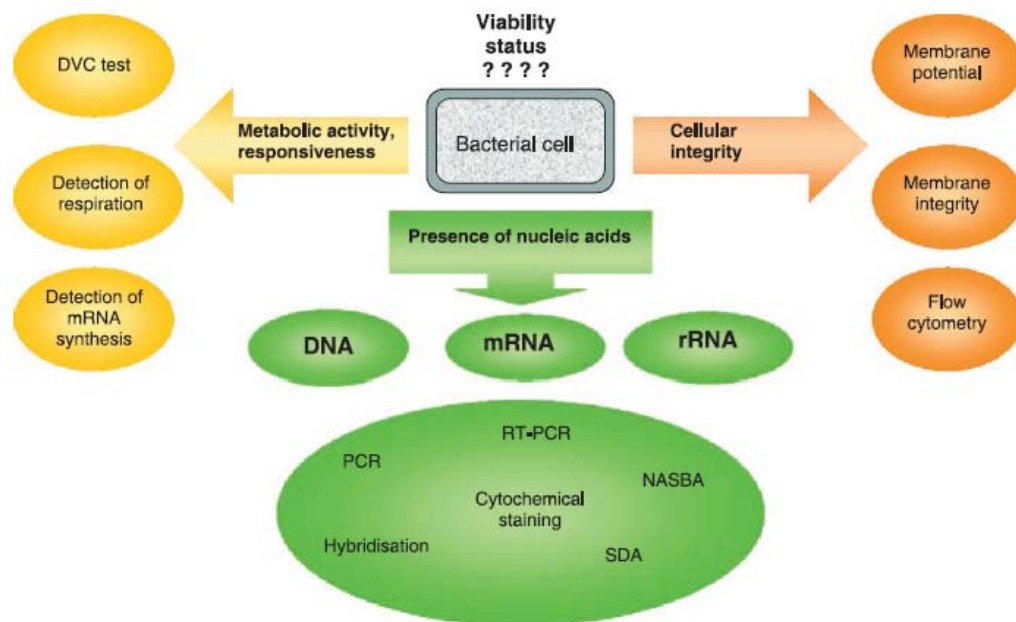 Viability
status
? ? ? ?
DVC test
Membrane
potential
Metabolic activity,
responsiveness
Bacterial cell
Cellular
integrity
Detection of
respiration
Membrane
integrity
Presence of nucleic acids
Detection of
mRNA
synthesis
Flow
cytometry
DNA
mRNA
rRNA
RT-PCR
PCR
NASBA
Cytochemical
staining
Hybridisation
SDA